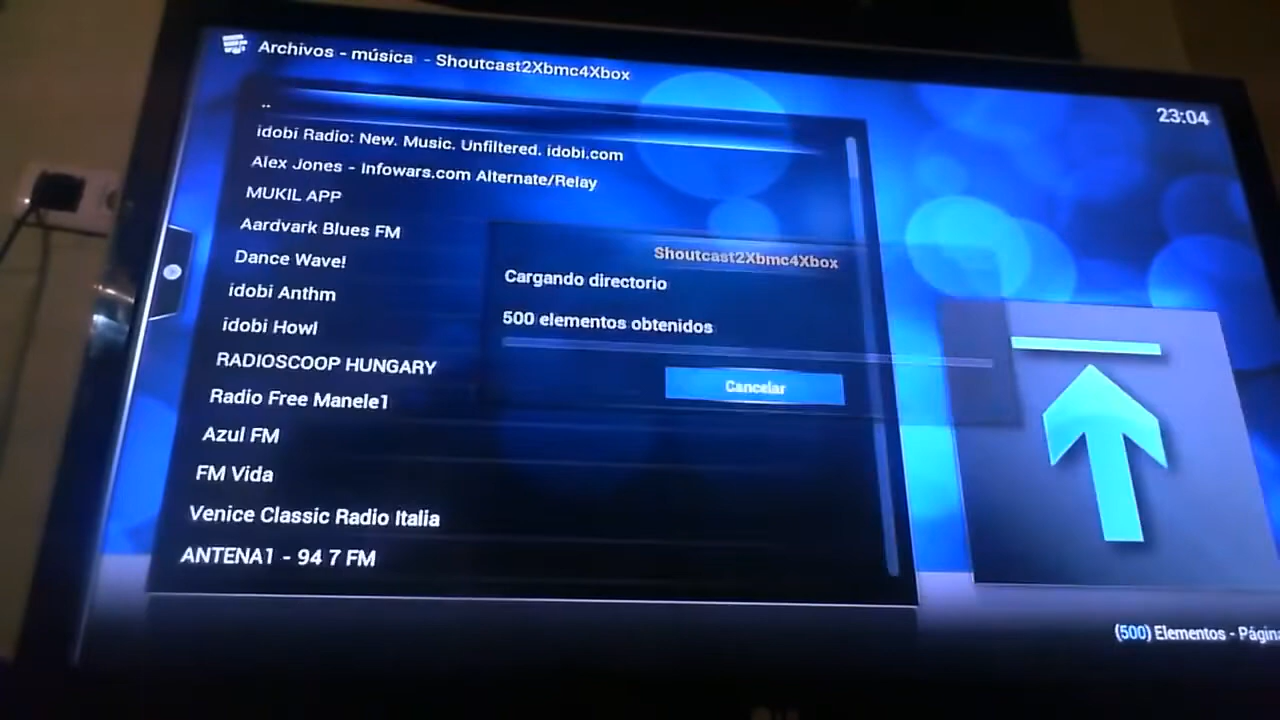 Archivos - música - Shoutcast2Xbmc4Xbox
23:04
..
idobi Radio: New. Music. Unfiltered. idobi.com
Alex Jones - Infowars.com Alternate/Relay
MUKIL APP
Aardvark Blues FM
Dance Wave!
idobi Anthm
idobi Howl
RADIOSCOOP HUNGARY
Radio Free Manele1
Azul FM
FM Vida
Venice Classic Radio Italia
ANTENA1 - 94 7 FM
Shoutcast2Xbmc4Xbox
Cargando directorio
500 elementos obtenidos
Cancelar
(500) Elementos - Página